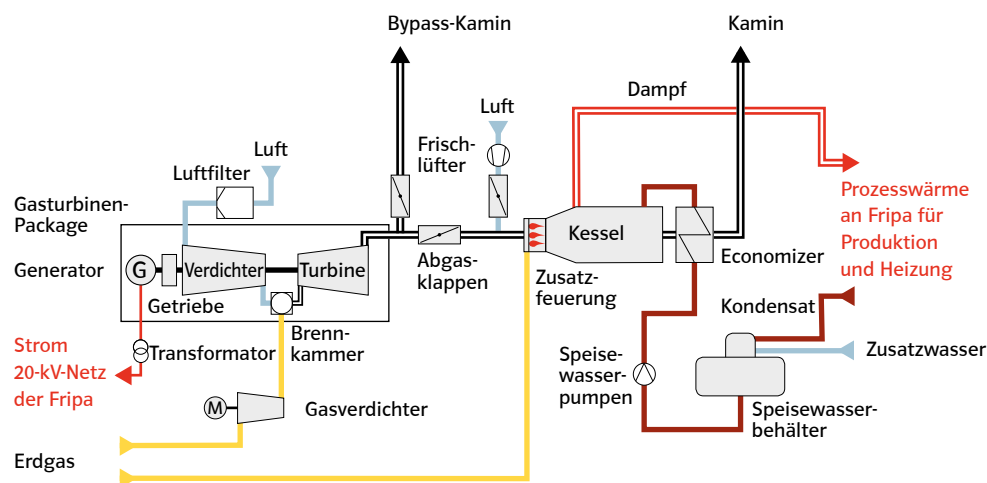 Bypass-Kamin
Kamin
Dampf
Luft
Frisch-
lüfter
Luft
Luftfilter
Gasturbinen-
Package
Prozesswärme
an Fripa für
Produktion
und Heizung
Generator
G
Verdichter
Turbine
Getriebe
Abgas-
klappen
Kessel
Zusatz-
feuerung
Economizer
Kondensat
Brenn-
kammer
Transformator
Strom
20-kV-Netz
der Fripa
Zusatzwasser
Speise-
wasser-
pumpen
M
Gasverdichter
Speisewasser-
behälter
Erdgas